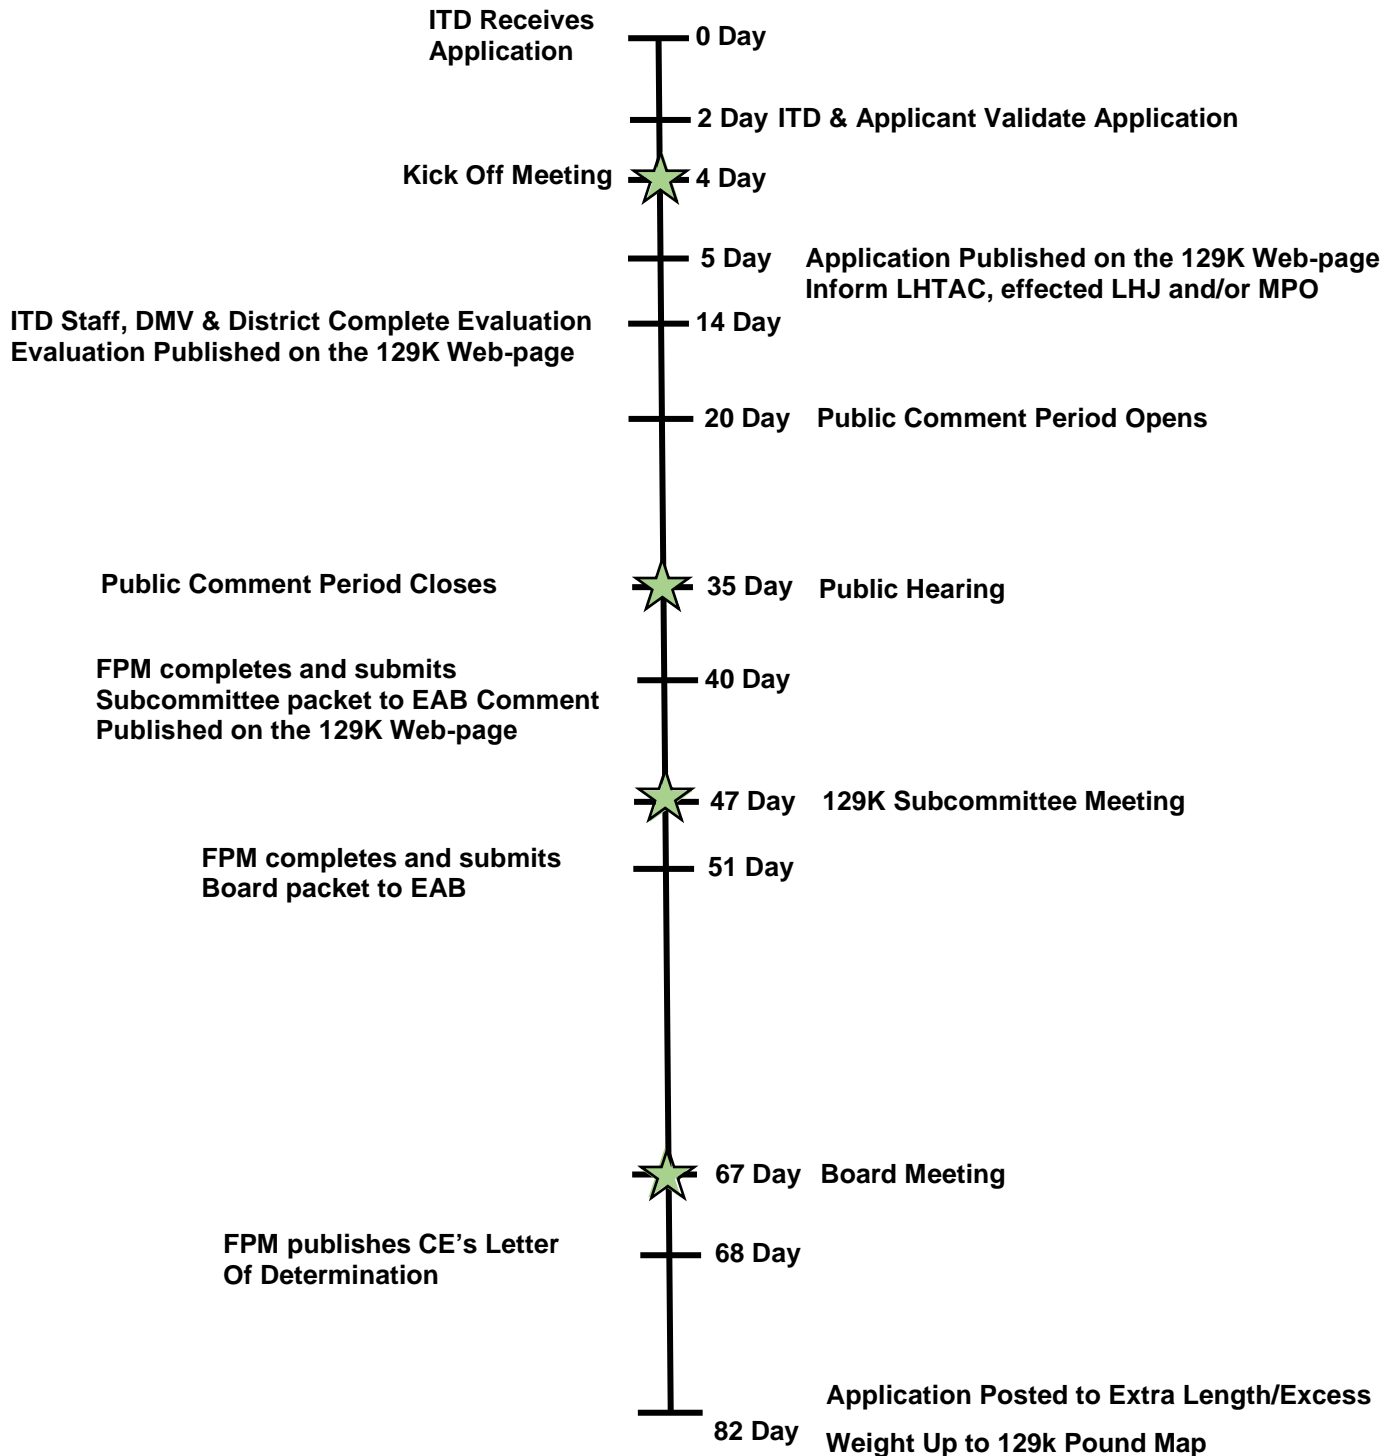 ITD Receives
Application
0 Day
2 Day ITD & Applicant Validate Application
Kick Off Meeting
4 Day
5 Day
Application Published on the 129K Web-page
Inform LHTAC, effected LHJ and/or MPO
ITD Staff, DMV & District Complete Evaluation
Evaluation Published on the 129K Web-page
14 Day
20 Day
Public Comment Period Opens
Public Comment Period Closes
35 Day
Public Hearing
FPM completes and submits
Subcommittee packet to EAB Comment
Published on the 129K Web-page
40 Day
47 Day
129K Subcommittee Meeting
FPM completes and submits
Board packet to EAB
51 Day
67 Day
Board Meeting
FPM publishes CE’s Letter
Of Determination
68 Day
82 Day
Application Posted to Extra Length/Excess
Weight Up to 129k Pound Map